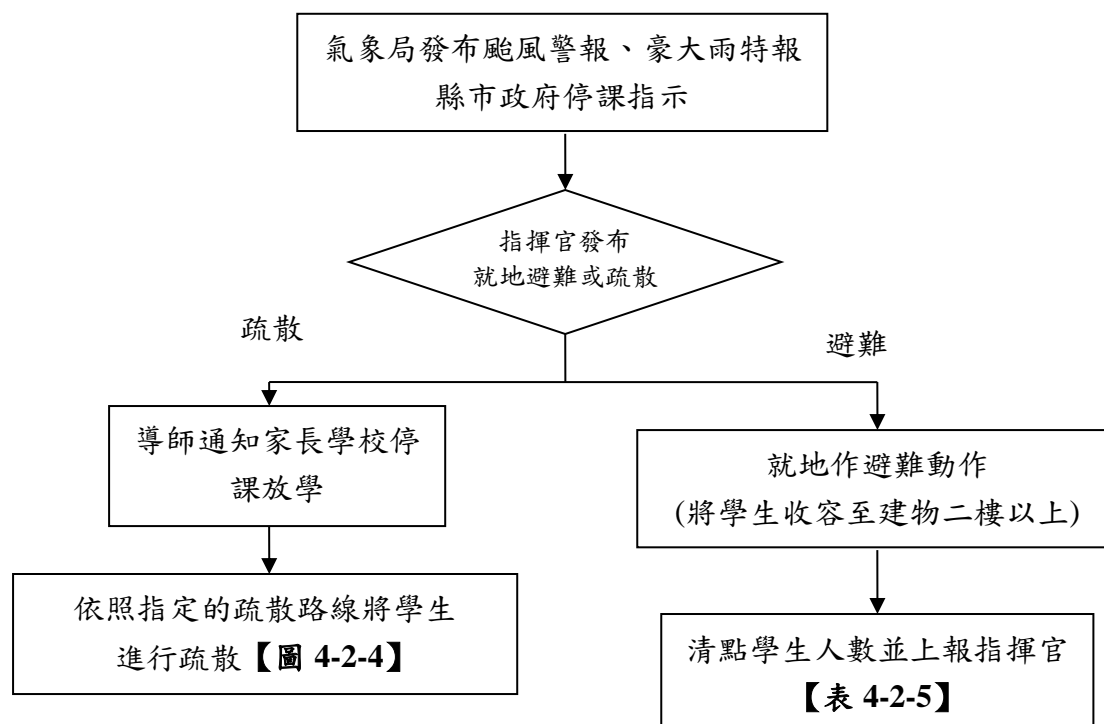 氣象局發布颱風警報、豪大雨特報
縣市政府停課指示
指揮官發布
就地避難或疏散
疏散
避難
導師通知家長學校停
課放學
就地作避難動作
(將學生收容至建物二樓以上)
依照指定的疏散路線將學生
進行疏散【圖 4-2-4】
清點學生人數並上報指揮官
【表 4-2-5】